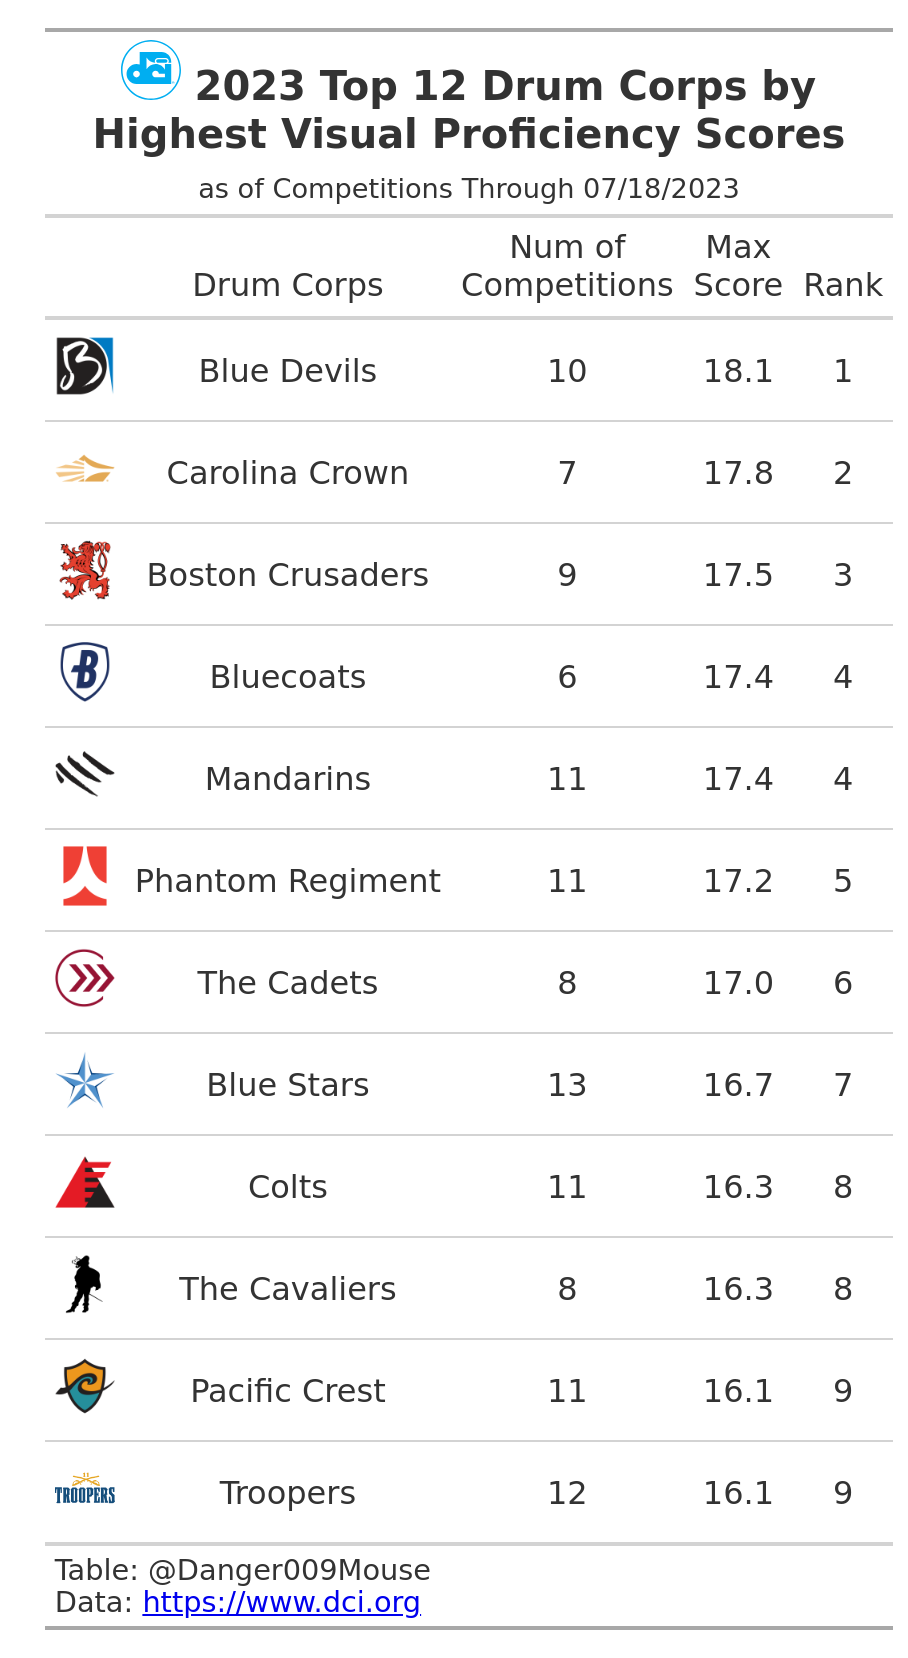 2023 Top 12 Drum Corps by
Highest Visual Proficiency Scores
as of Competitions Through 07/18/2023
Drum Corps Num of Competitions Max Score Rank
Blue Devils 10 18.1 1
Carolina Crown 7 17.8 2
Boston Crusaders 9 17.5 3
B Bluecoats 6 17.4 4
Mandarins 11 17.4 4
Phantom Regiment 11 17.2 5
The Cadets 8 17.0 6
Blue Stars 13 16.7 7
Colts 11 16.3 8
The Cavaliers 8 16.3 8
Pacific Crest 11 16.1 9
TROOPERS Troopers 12 16.1 9
Table: @Danger009Mouse
Data: https://www.dci.org